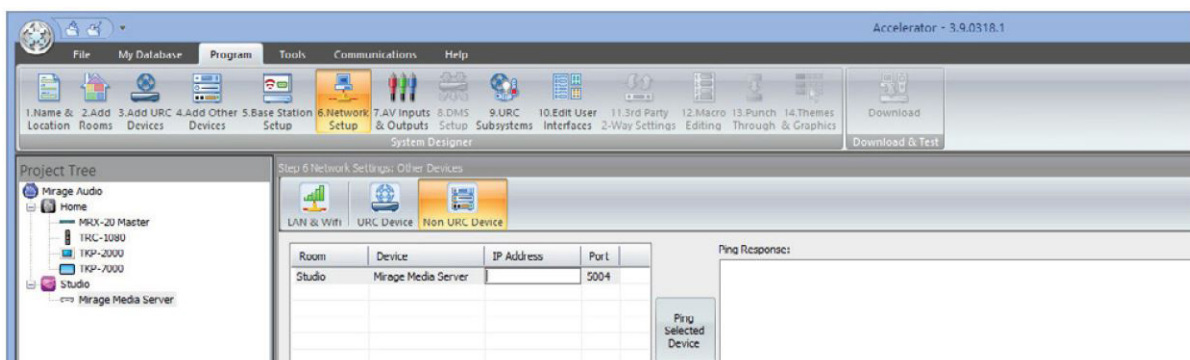 Accelerator - 3.9.0318.1
File My Database Program Tools Communications Help
1.Name & Location 2.Add Rooms 3.Add URC Devices 4.Add Other Devices 5.Base Station Setup 6.Network Setup 7.AV Inputs & Outputs 8.DMS Setup 9.URC Subsystems 10.Edit User Interfaces 11.3rd Party 2-Way Settings 12.Macro Editing 13.Punch Through 14.Themes & Graphics Download
System Designer Download & Test
Project Tree
Mirage Audio
Home
MRX-20 Master
TRC-1080
TKP-2000
TKP-7000
Studio
Mirage Media Server
Step 6 Network Settings: Other Devices
LAN & Wifi URC Device Non URC Device
Room Device IP Address Port
Studio Mirage Media Server 5004
Ping Selected Device
Ping Response: